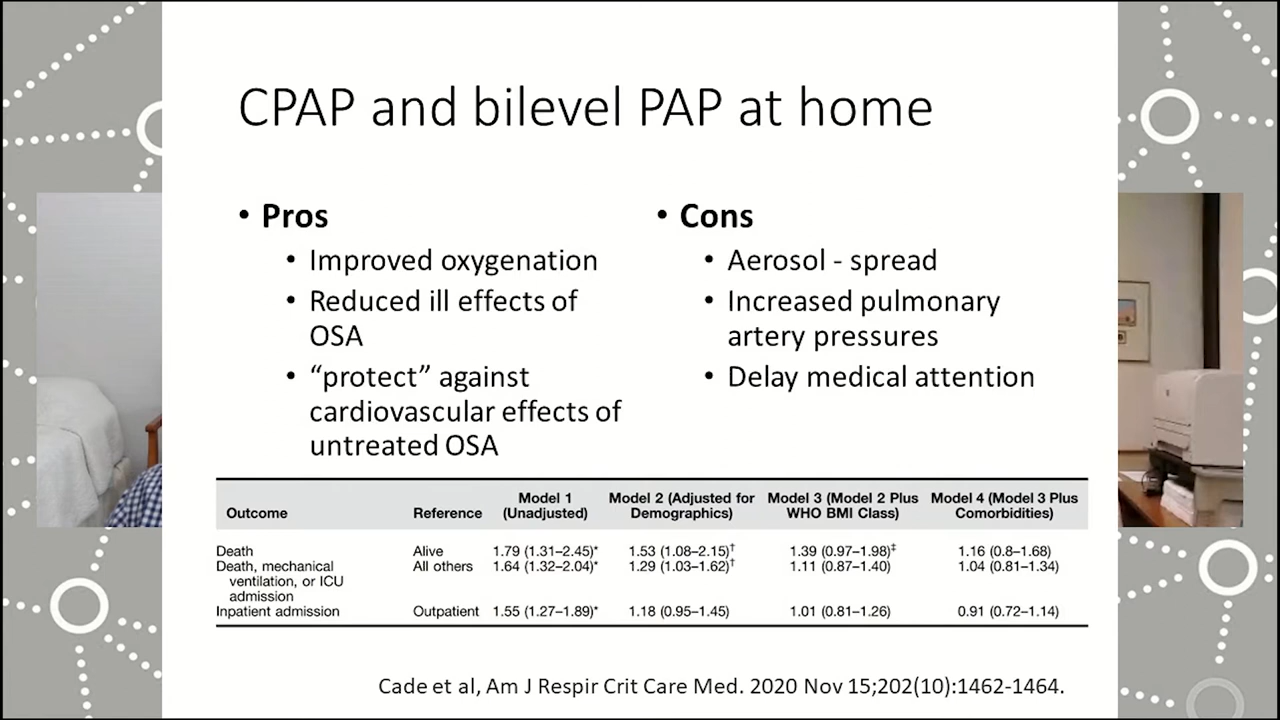 CPAP and bilevel PAP at home
• Pros
• Improved oxygenation
• Reduced ill effects of
OSA
• “protect” against
cardiovascular effects of
untreated OSA
• Cons
• Aerosol - spread
• Increased pulmonary
artery pressures
• Delay medical attention
Model 1 Model 2 (Adjusted for Model 3 (Model 2 Plus Model 4 (Model 3 Plus
Outcome Reference (Unadjusted) Demographics) WHO BMI Class) Comorbidities)
Death Alive 1.79 (1.31–2.45)* 1.53 (1.08–2.15)† 1.39 (0.97–1.98)‡ 1.16 (0.8–1.68)
Death, mechanical All others 1.64 (1.32–2.04)* 1.29 (1.03–1.62)† 1.11 (0.87–1.40) 1.04 (0.81–1.34)
ventilation, or ICU
admission
Inpatient admission Outpatient 1.55 (1.27–1.89)* 1.18 (0.95–1.45) 1.01 (0.81–1.26) 0.91 (0.72–1.14)
Cade et al, Am J Respir Crit Care Med. 2020 Nov 15;202(10):1462-1464.